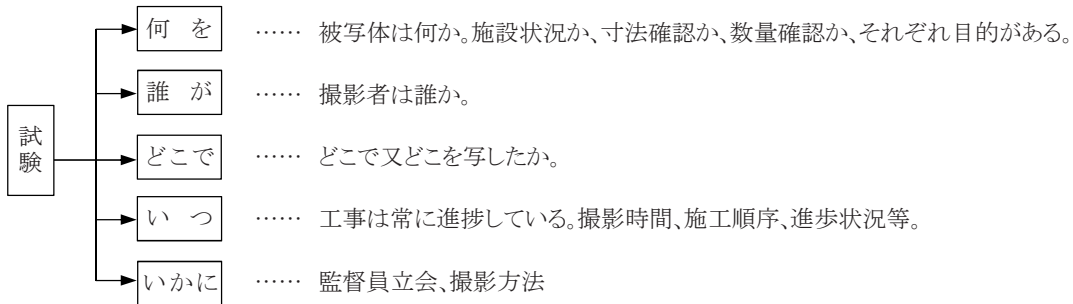 試験
何を …… 被写体は何か。施設状況か、寸法確認か、数量確認か、それぞれ目的がある。
誰が …… 撮影者は誰か。
どこで …… どこで又どこを写したか。
いつ …… 工事は常に進捗している。撮影時間、施工順序、進歩状況等。
いかに …… 監督員立会、撮影方法